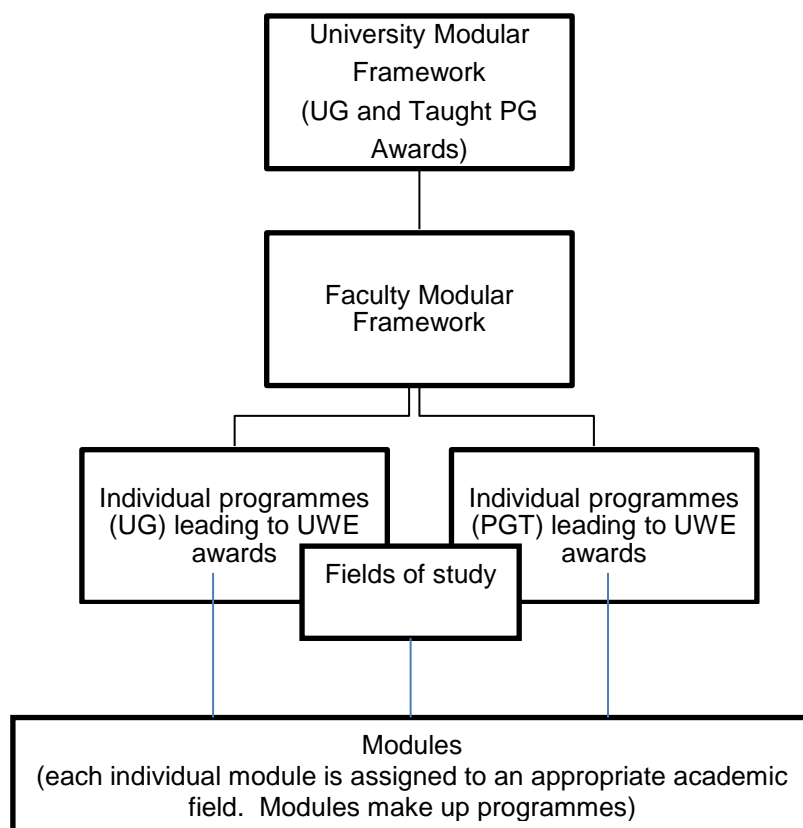 University Modular
Framework
(UG and Taught PG
Awards)
Faculty Modular
Framework
Individual programmes
(UG) leading to UWE
awards
Individual programmes
(PGT) leading to UWE
awards
Fields of study
Modules
(each individual module is assigned to an appropriate academic
field.  Modules make up programmes)